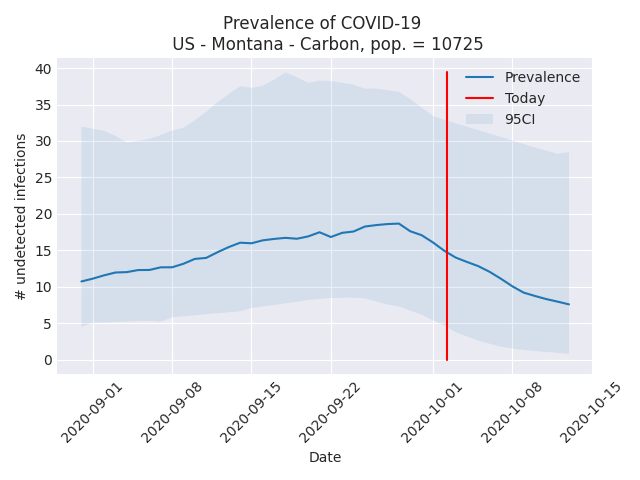 Prevalence of COVID-19
US - Montana - Carbon, pop. = 10725
# undetected infections
40
35
30
25
20
15
10
5
0
Prevalence
Today
95CI
2020-09-01
2020-09-08
2020-09-15
2020-09-22
2020-10-01
2020-10-08
2020-10-15
Date